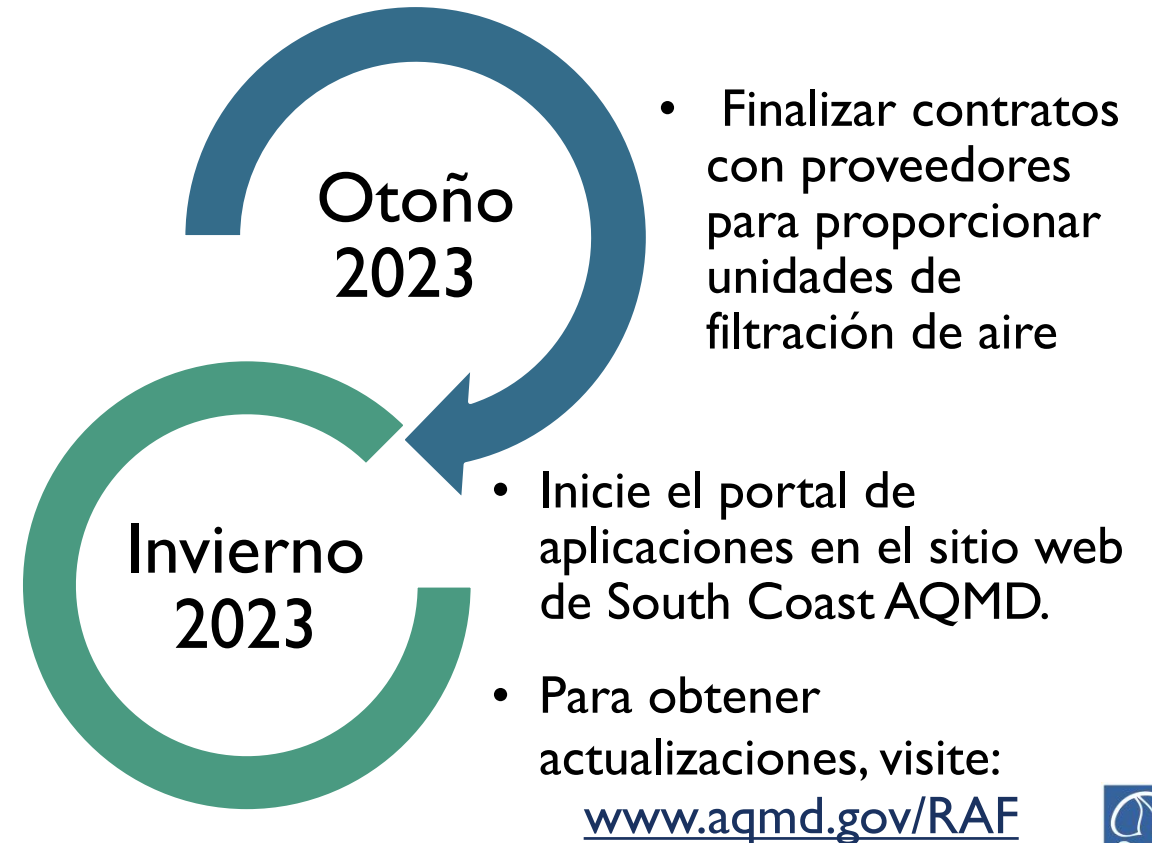 Otoño
2023
• Finalizar contratos
con proveedores
para proporcionar
unidades de
filtración de aire
Invierno
2023
• Inicie el portal de
aplicaciones en el sitio web
de South Coast AQMD.
• Para obtener
actualizaciones, visite:
www.aqmd.gov/RAF